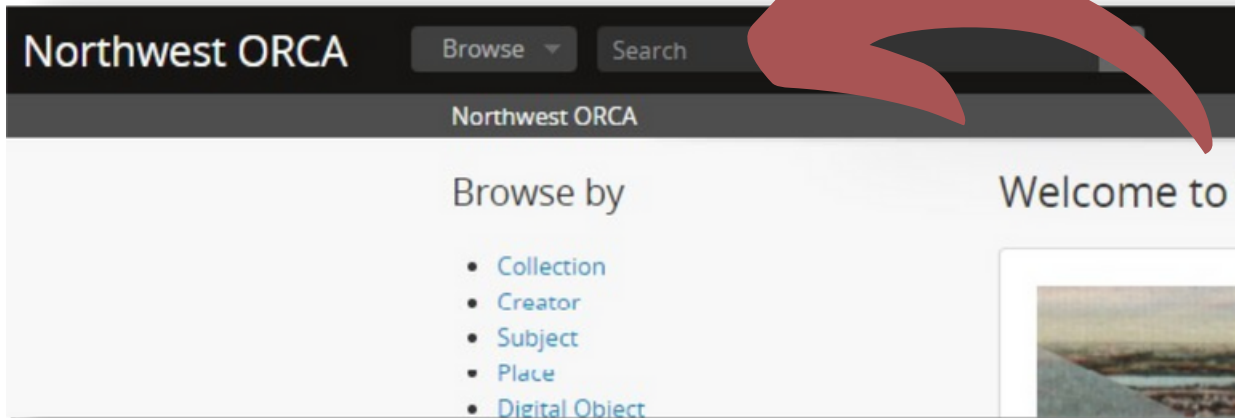 Northwest ORCA Browse Search
Northwest ORCA
Browse by
Welcome to
Collection
Creator
Subject
Place
Digital Object